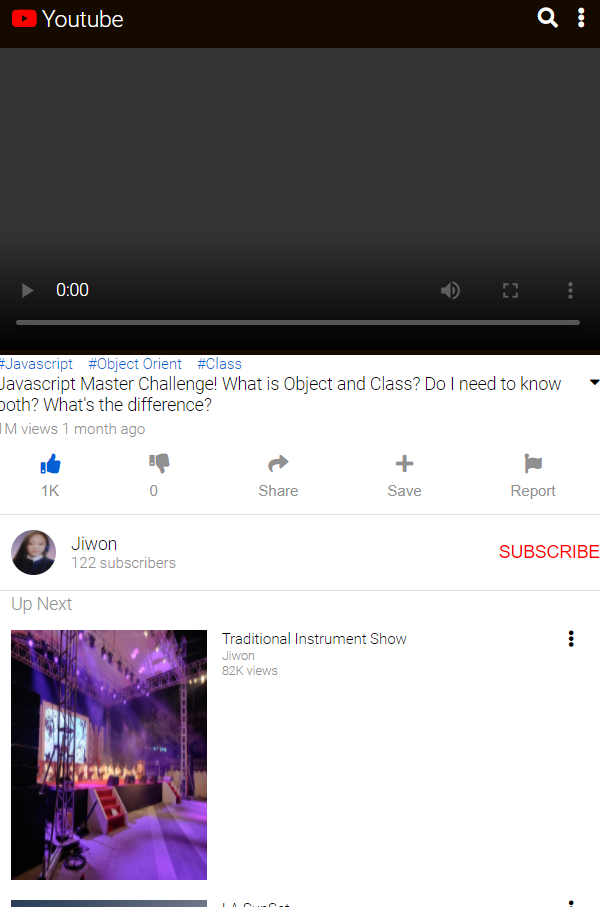 Youtube
0:00
#Javascript #Object Orient #Class
Javascript Master Challenge! What is Object and Class? Do I need to know
both? What's the difference?
1M views 1 month ago
1K
0
Share
Save
Report
Jiwon
122 subscribers
SUBSCRIBE
Up Next
Traditional Instrument Show
Jiwon
82K views
LA SunSet